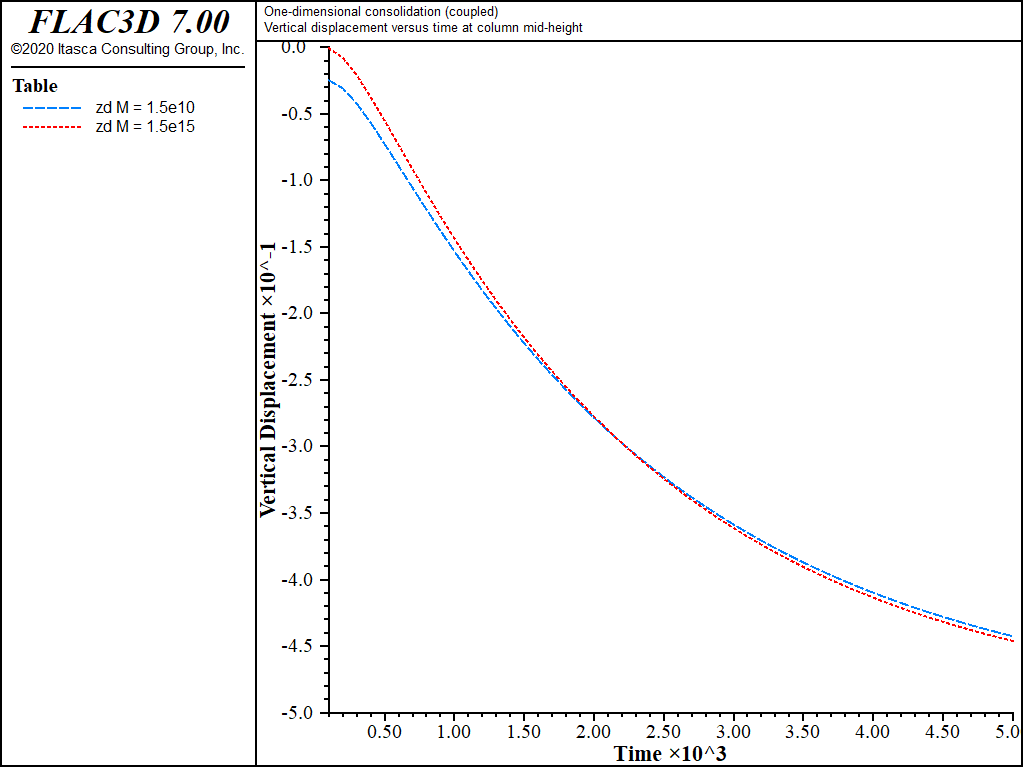 FLAC3D 7.00
©2020 Itasca Consulting Group, Inc.
Table
zd M = 1.5e10
zd M = 1.5e15
One-dimensional consolidation (coupled)
Vertical displacement versus time at column mid-height
Vertical Displacement ×10^-1
0.0
-0.5
-1.0
-1.5
-2.0
-2.5
-3.0
-3.5
-4.0
-4.5
-5.0
0.50 1.00 1.50 2.00 2.50 3.00 3.50 4.00 4.50 5.0
Time ×10^3